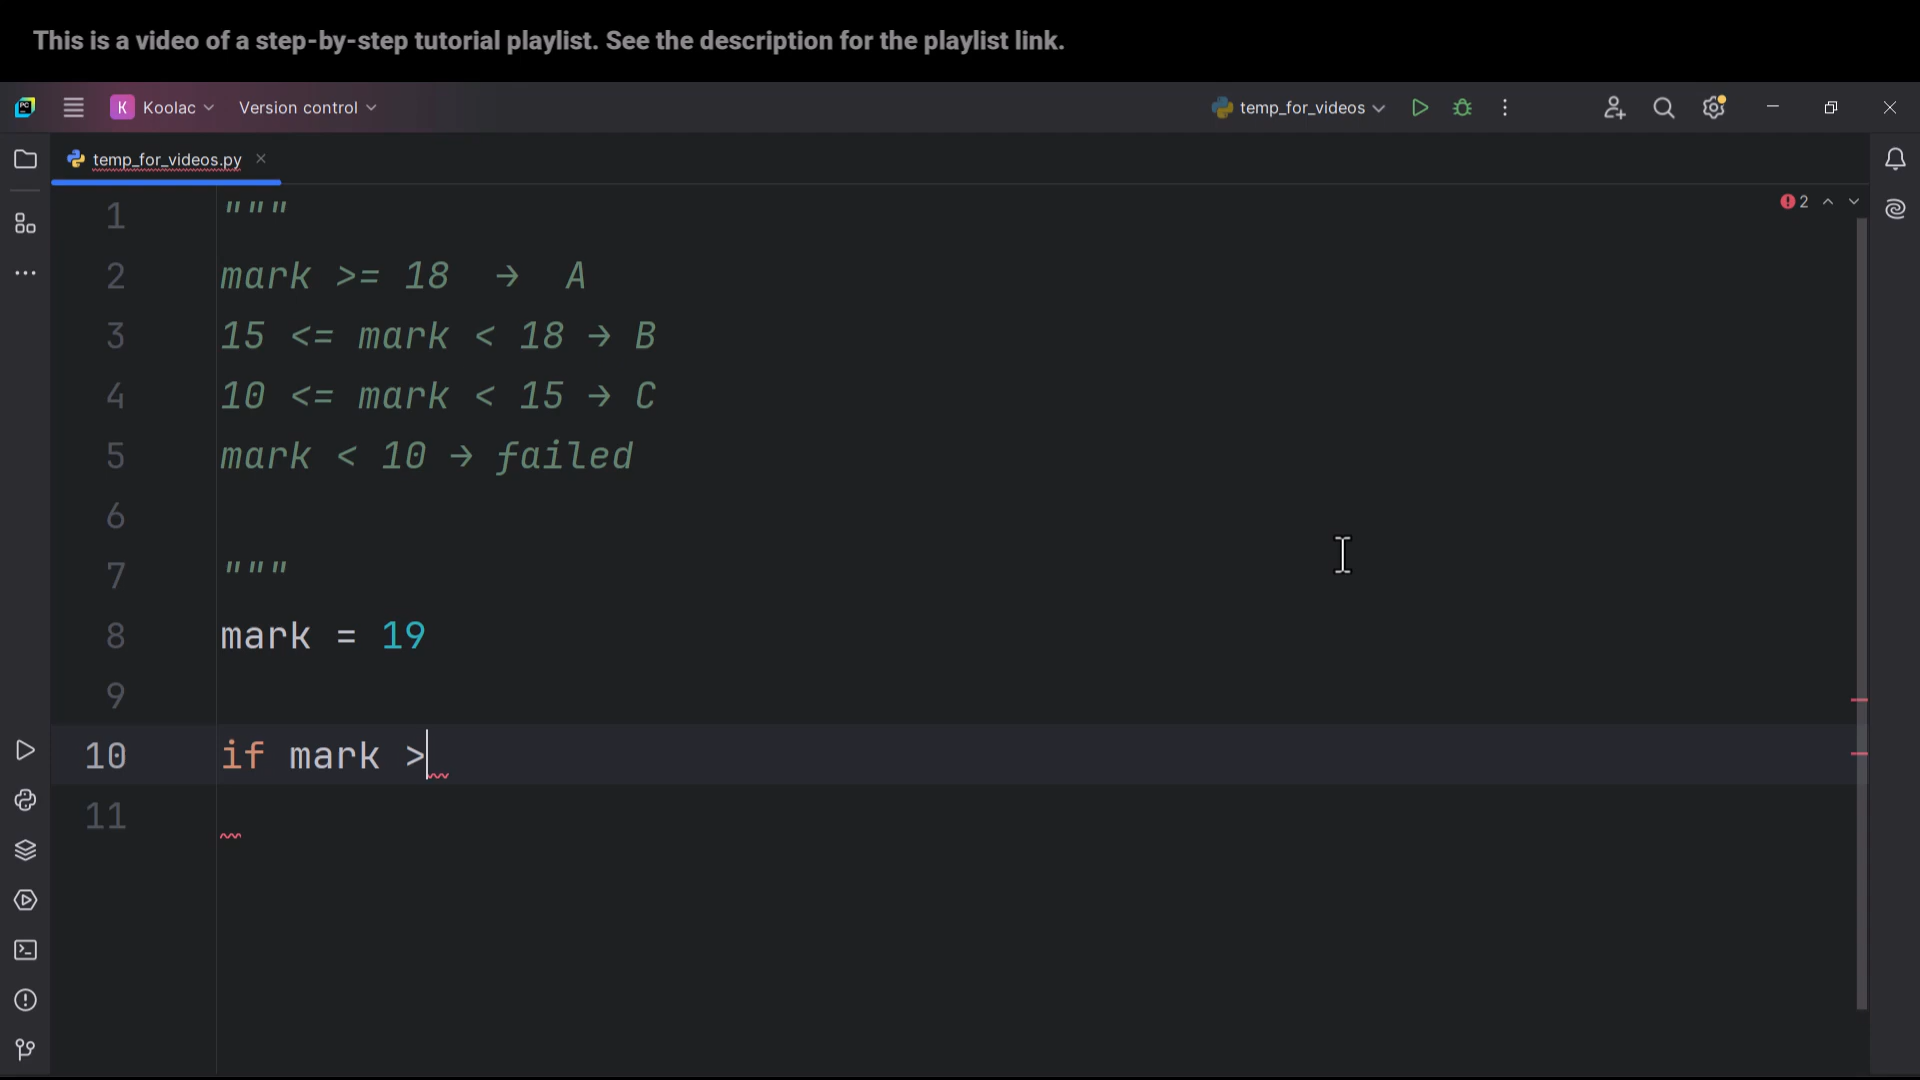 This is a video of a step-by-step tutorial playlist. See the description for the playlist link.
K Koolac Version control temp_for_videos
temp_for_videos.py
2
1 """
2 mark >= 18 → A
3 15 <= mark < 18 → B
4 10 <= mark < 15 → C
5 mark < 10 → failed
6
7 """
8 mark = 19
9
10 if mark >
11